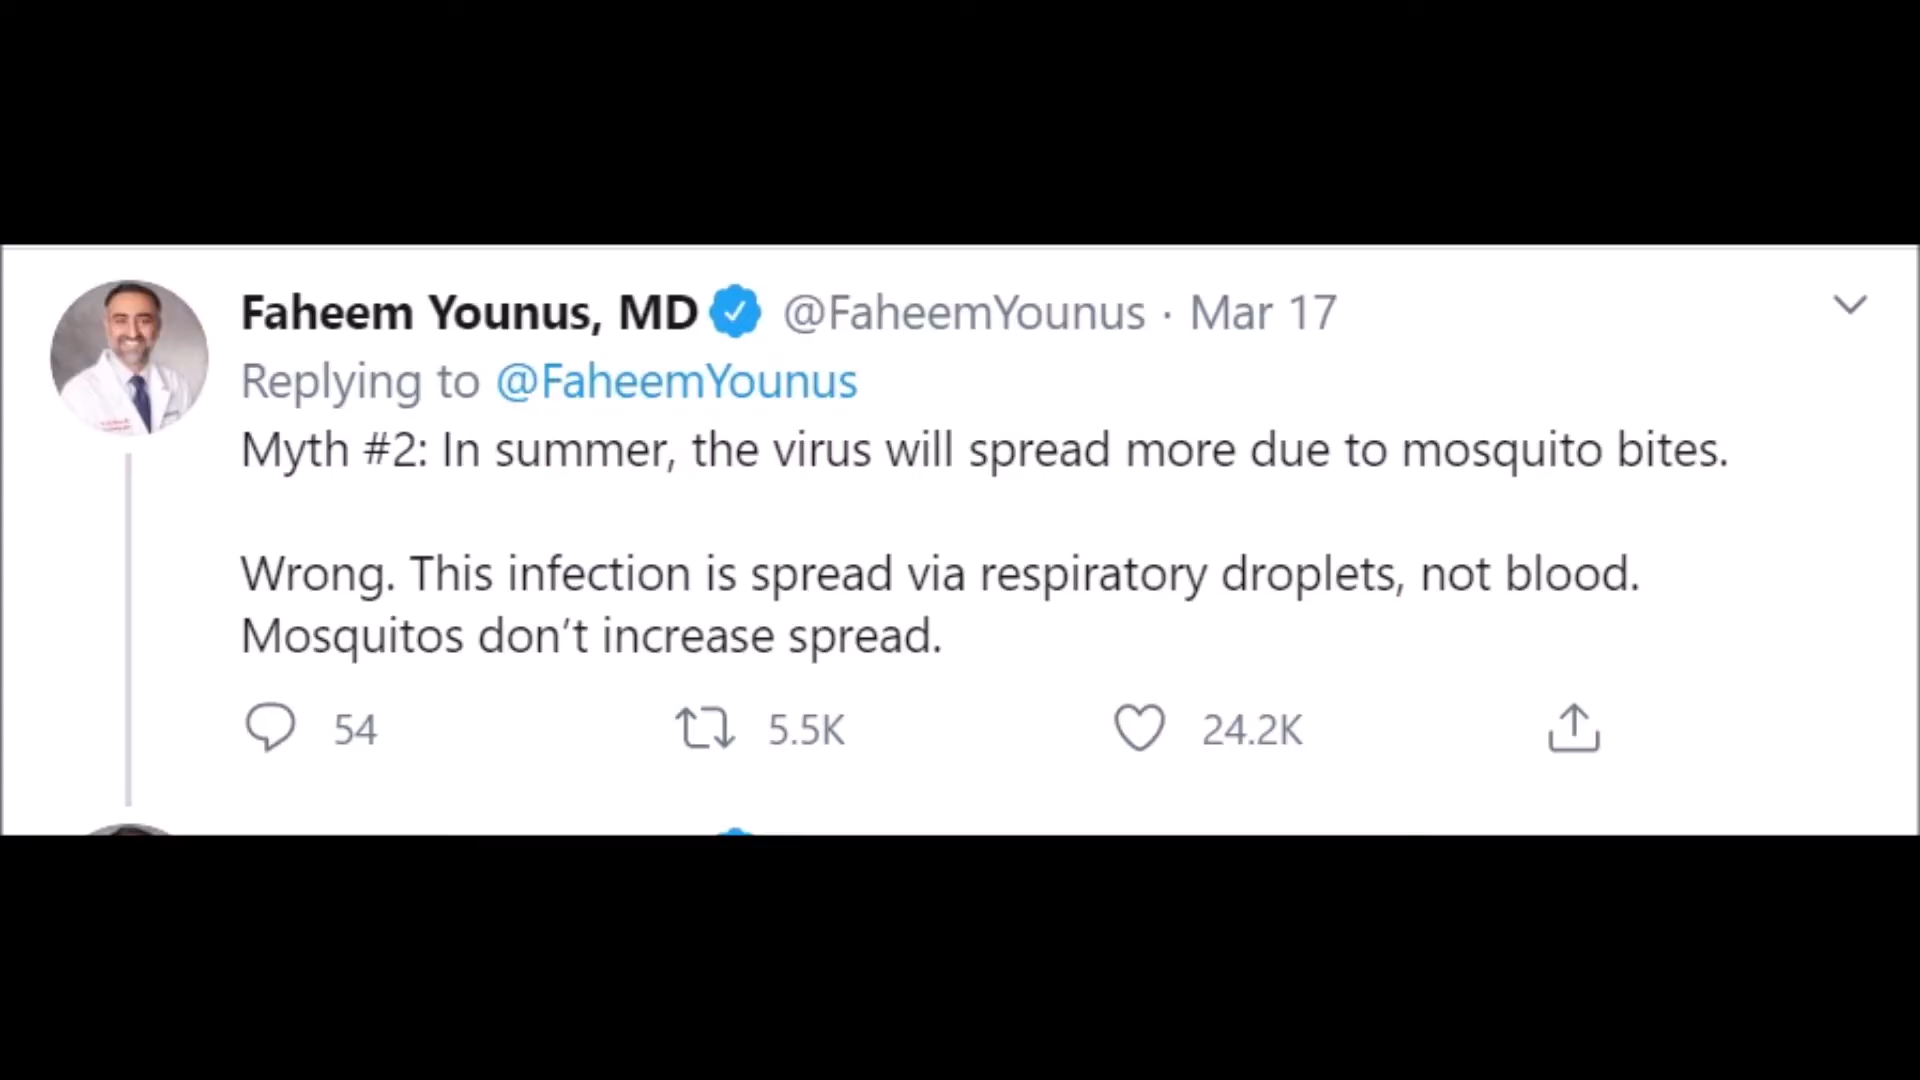 Faheem Younus, MD @FaheemYounus · Mar 17
Replying to @FaheemYounus
Myth #2: In summer, the virus will spread more due to mosquito bites.
Wrong. This infection is spread via respiratory droplets, not blood.
Mosquitos don’t increase spread.
54 5.5K 24.2K